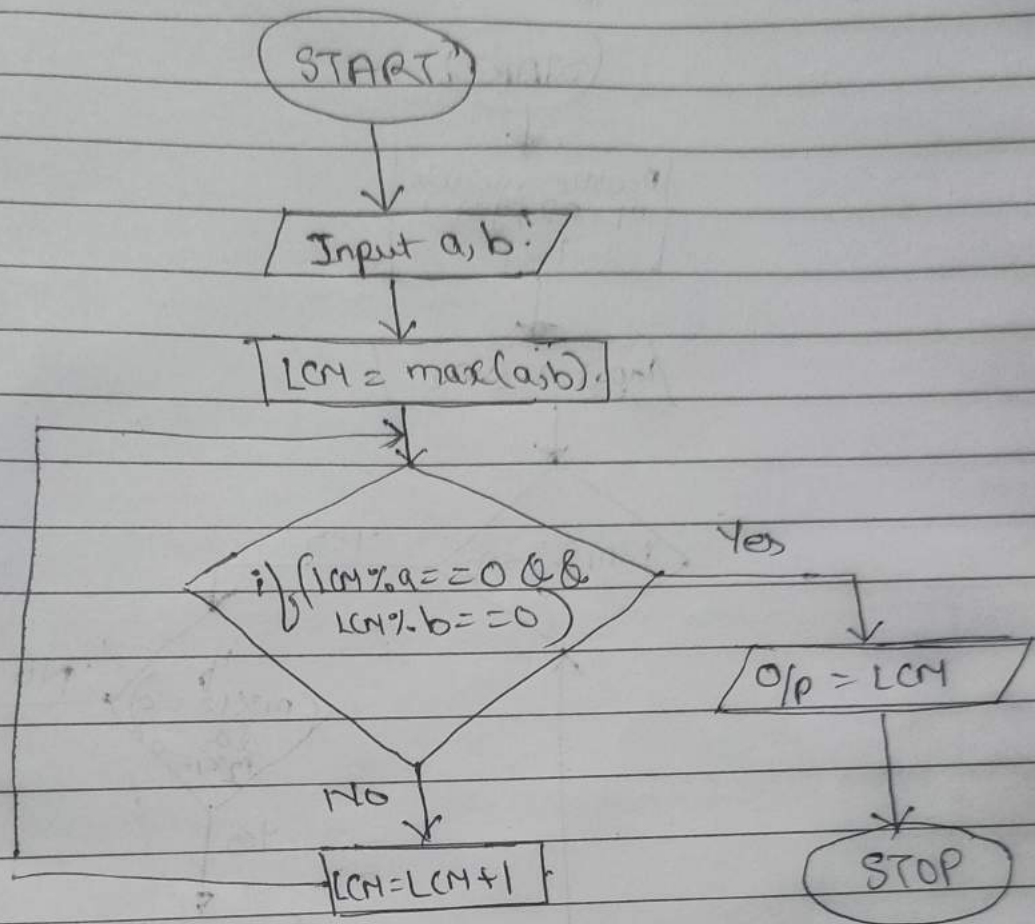 START
Input a, b
LCM = max(a,b).
if (LCM%a==0 &&
LCM%b==0)
Yes
O/p = LCM
No
LCM=LCM+1
STOP